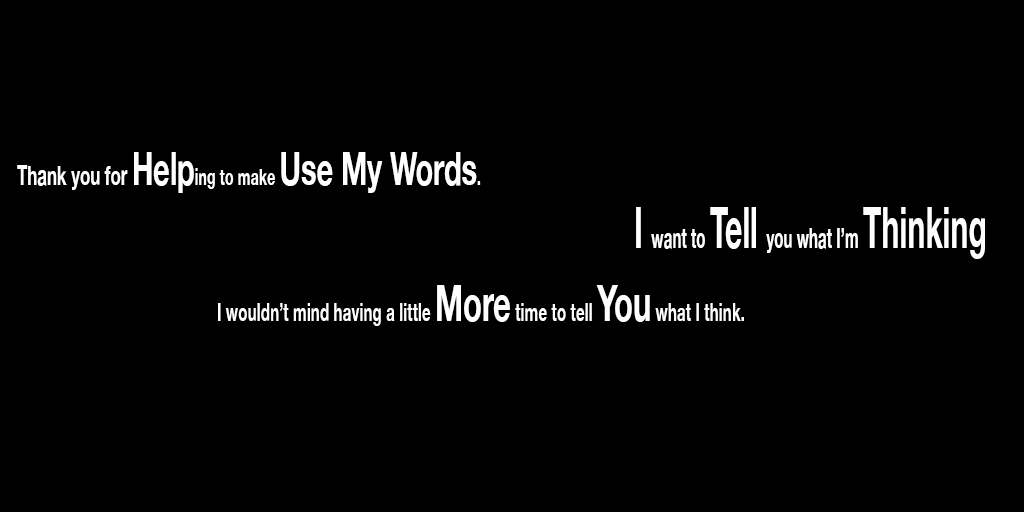 Thank you for Helping to make Use My Words.
I want to Tell you what I'm Thinking
I wouldn't mind having a little More time to tell You what I think.